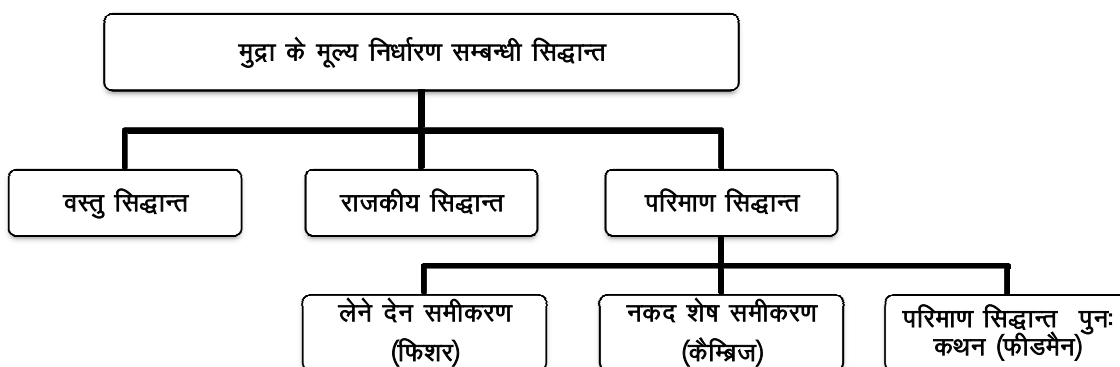 मुद्रा के मूल्य निर्धारण सम्बन्धी सिद्धान्त
वस्तु सिद्धान्त
राजकीय सिद्धान्त
परिमाण सिद्धान्त
लेने देन समीकरण
(फिशर)
नकद शेष समीकरण
(कैम्ब्रिज)
परिमाण सिद्धान्त पुनः
कथन (फीडमैन)